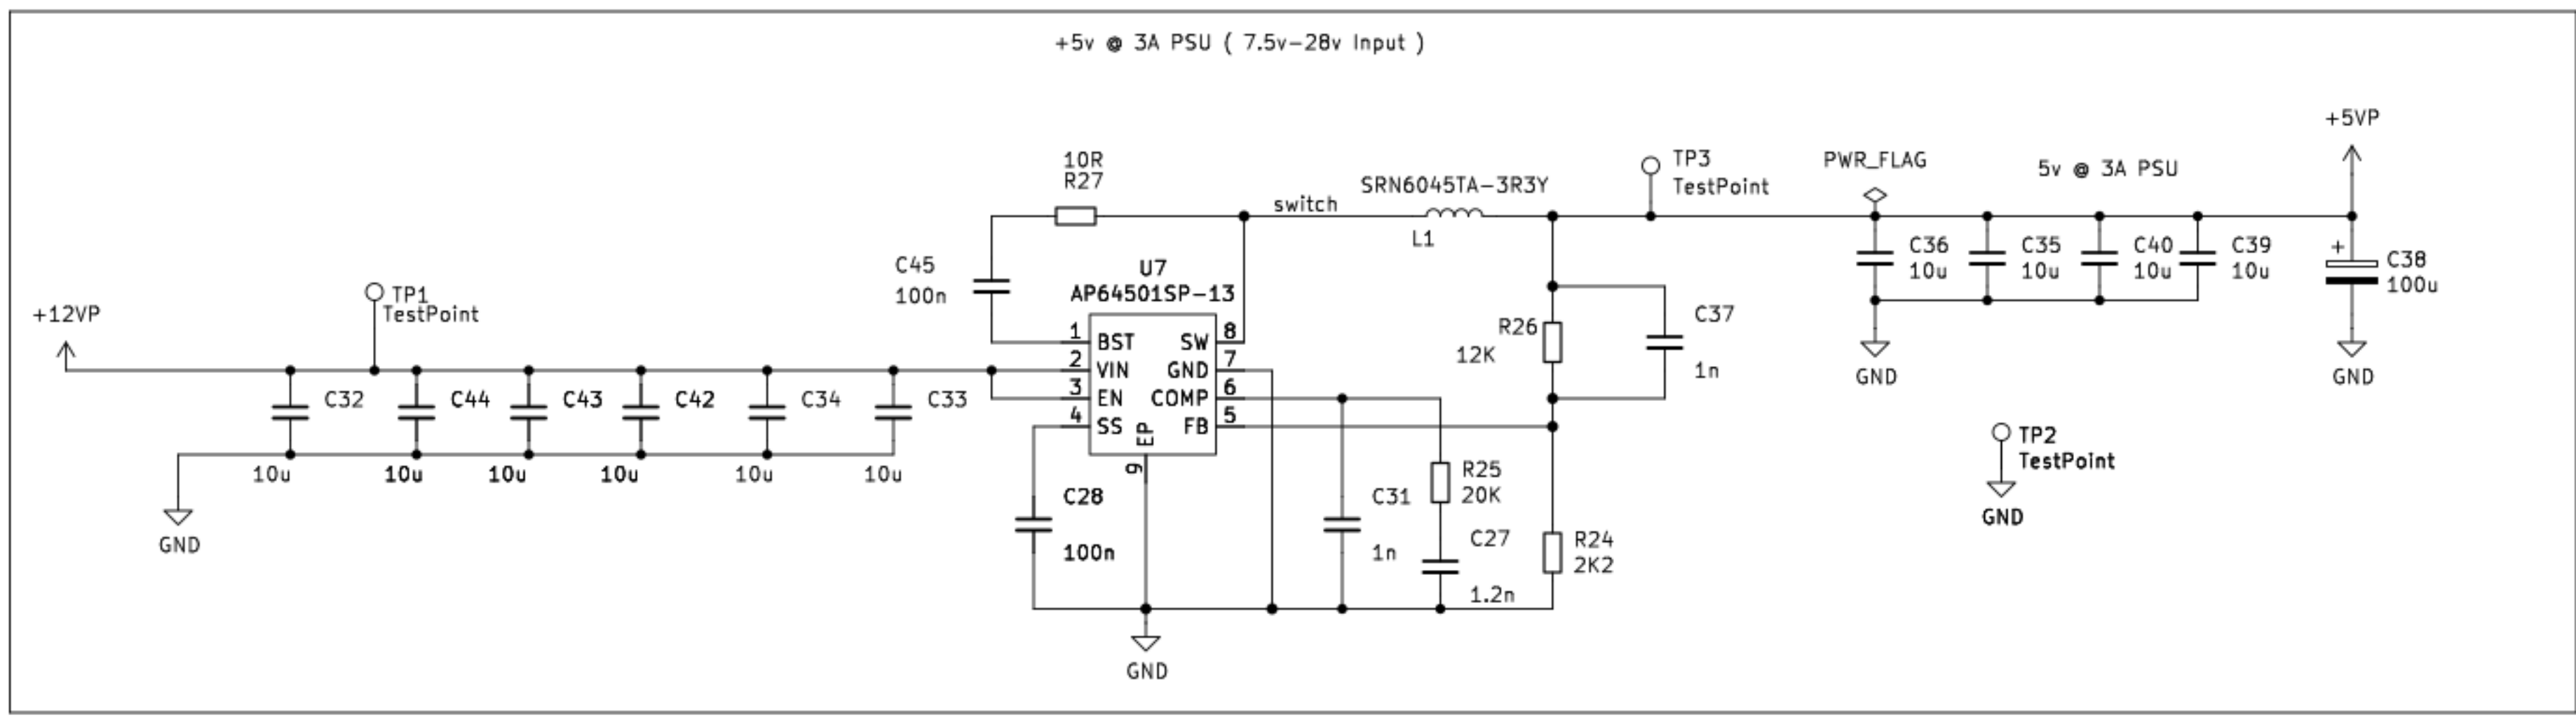 +5v @ 3A PSU ( 7.5v-28v Input )
+5VP
10R
R27
SRN6045TA-3R3Y
TP3
TestPoint
PWR_FLAG
5v @ 3A PSU
switch
L1
C36
10u
C35
10u
C40
10u
C39
10u
+
C38
100u
GND
GND
C45
100n
U7
AP64501SP-13
+12VP
TP1
TestPoint
1
BST
SW
8
2
VIN
GND
7
3
EN
COMP
6
4
SS
FB
5
EP
9
R26
12K
C37
1n
C32
C44
C43
C42
C34
C33
10u
10u
10u
10u
10u
10u
GND
TP2
TestPoint
GND
C28
100n
C31
1n
R25
20K
C27
1.2n
R24
2K2
GND